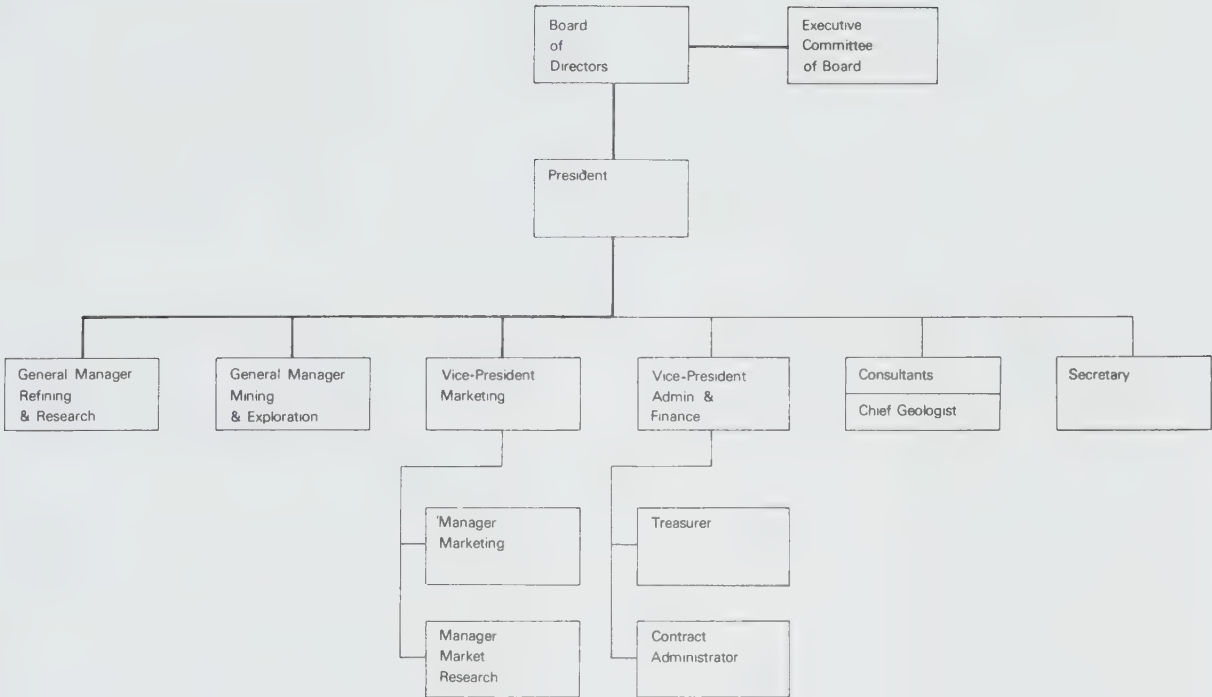 Board
of
Directors
Executive
Committee
of Board
President
General Manager
Refining
& Research
General Manager
Mining
& Exploration
Vice-President
Marketing
Vice-President
Admin &
Finance
Consultants
Chief Geologist
Secretary
Manager
Marketing
Treasurer
Manager
Market
Research
Contract
Administrator